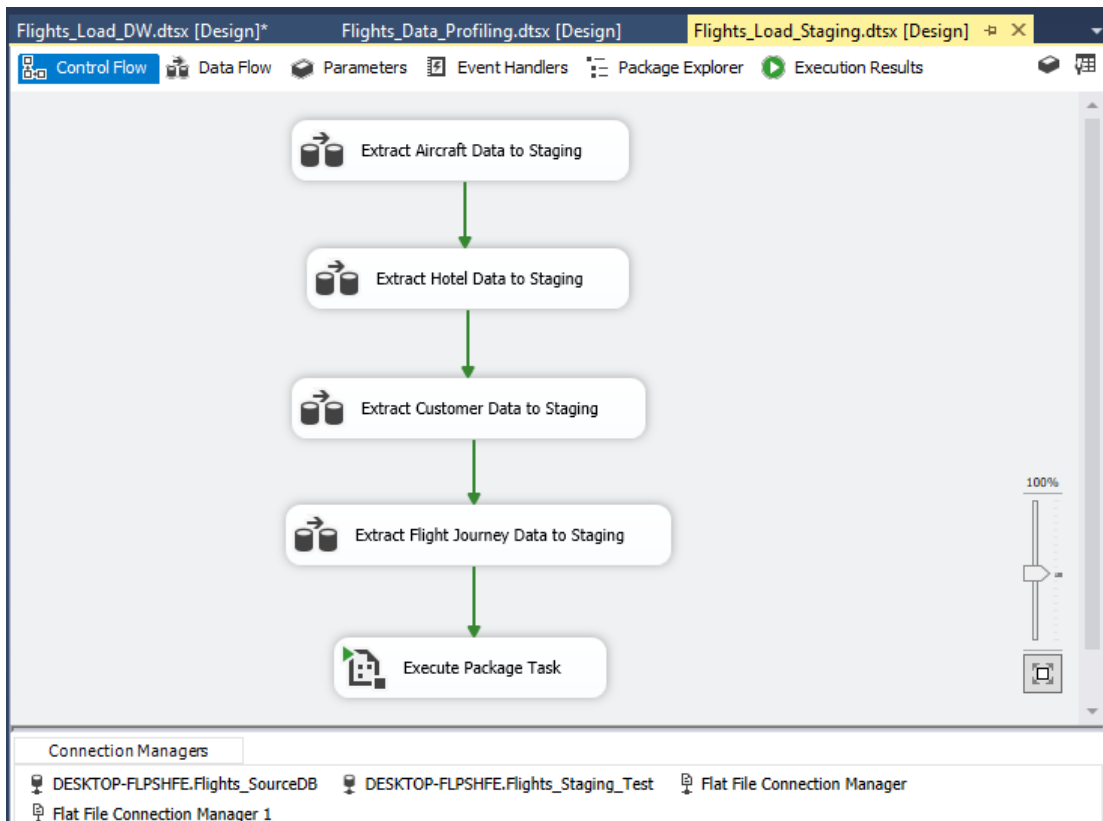 Flights_Load_DW.dtsx [Design]* Flights_Data_Profiling.dtsx [Design] Flights_Load_Staging.dtsx [Design]
Control Flow Data Flow Parameters Event Handlers Package Explorer Execution Results
Extract Aircraft Data to Staging
Extract Hotel Data to Staging
Extract Customer Data to Staging
100%
Extract Flight Journey Data to Staging
Execute Package Task
Connection Managers
DESKTOP-FLPSHFE.Flights_SourceDB DESKTOP-FLPSHFE.Flights_Staging_Test Flat File Connection Manager
Flat File Connection Manager 1